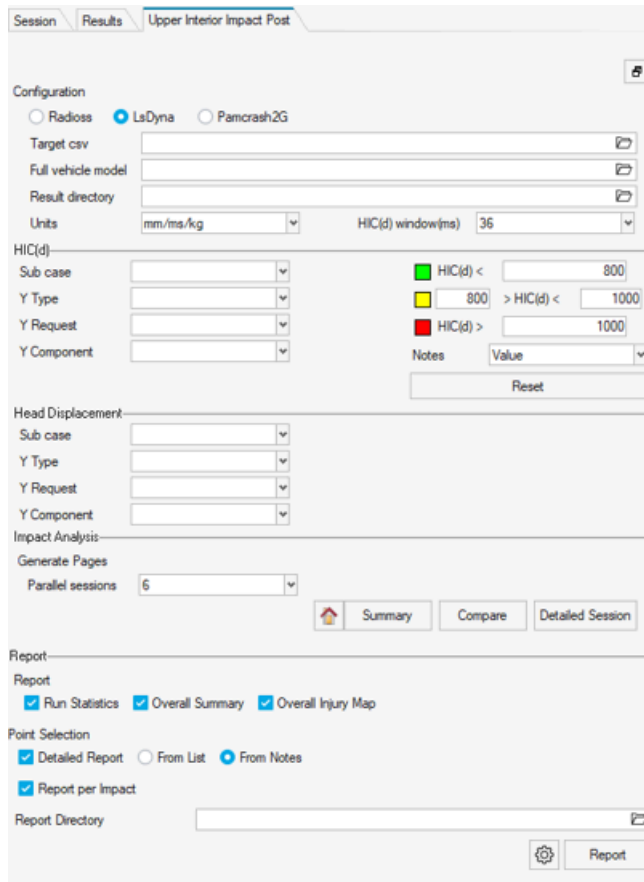 Session Results Upper Interior Impact Post
Configuration
Radioss LsDyna Pamcrash2G
Target csv
Full vehicle model
Result directory
Units mm/ms/kg HIC(d) window(ms) 36
HIC(d)
Sub case HIC(d) < 800
Y Type 800 > HIC(d) < 1000
Y Request HIC(d) > 1000
Y Component Notes Value
Reset
Head Displacement
Sub case
Y Type
Y Request
Y Component
Impact Analysis
Generate Pages
Parallel sessions 6
Summary Compare Detailed Session
Report
Report
Run Statistics Overall Summary Overall Injury Map
Point Selection
Detailed Report From List From Notes
Report per Impact
Report Directory
Report